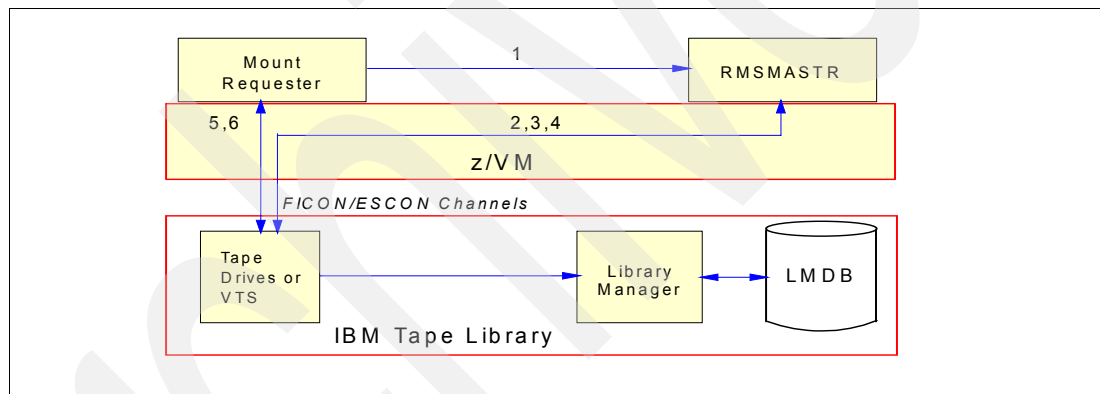 Mount
Requester
1
RMSMASTR
5,6
2,3,4
z/VM
FICON/ESCON Channels
Tape
Drives or
VTS
Library
Manager
LMDB
IBM Tape Library